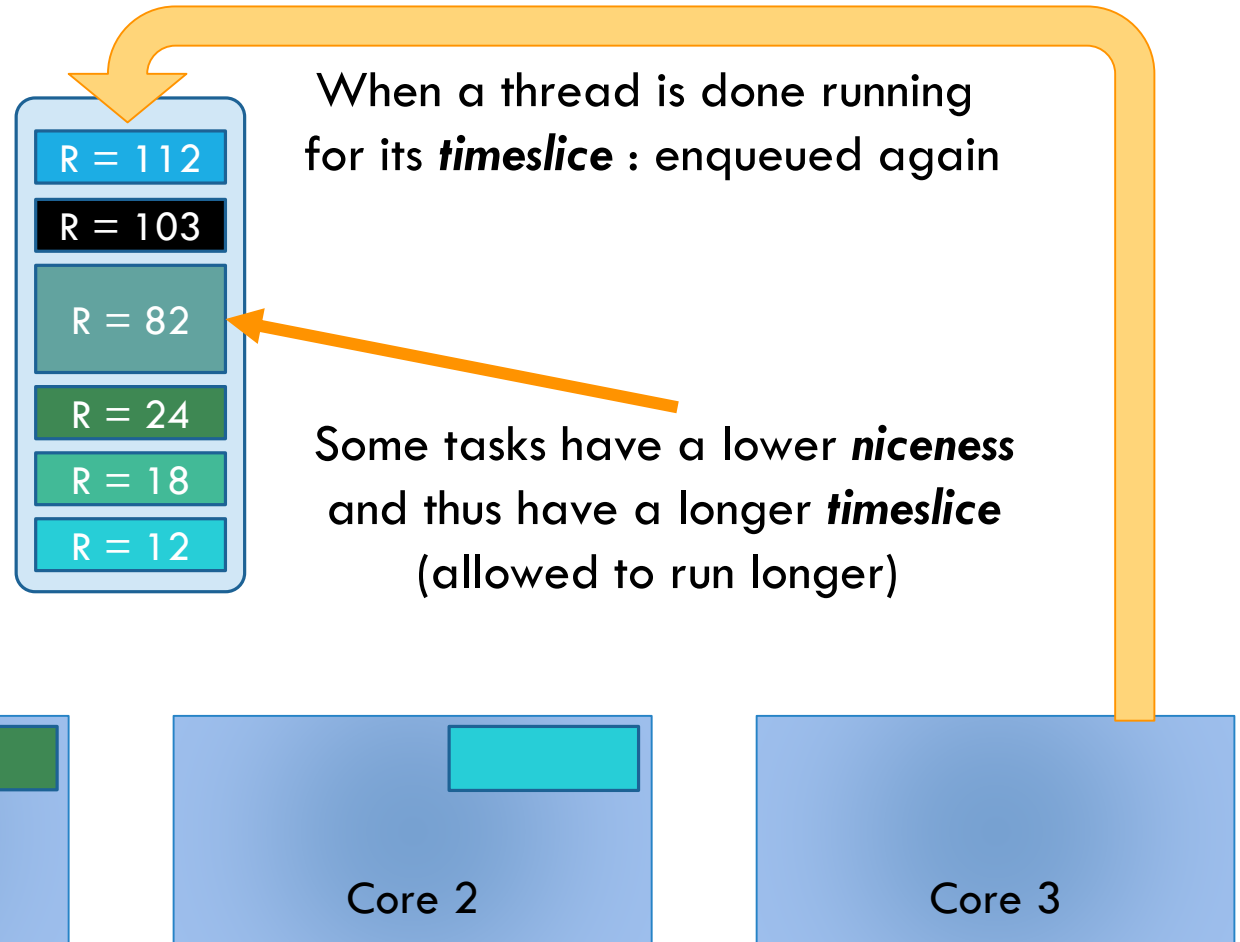 When a thread is done running
for its timeslice : enqueued again
R = 112
R = 103
R = 82
R = 24
R = 18
R = 12
Some tasks have a lower niceness
and thus have a longer timeslice
(allowed to run longer)
Core 2
Core 3